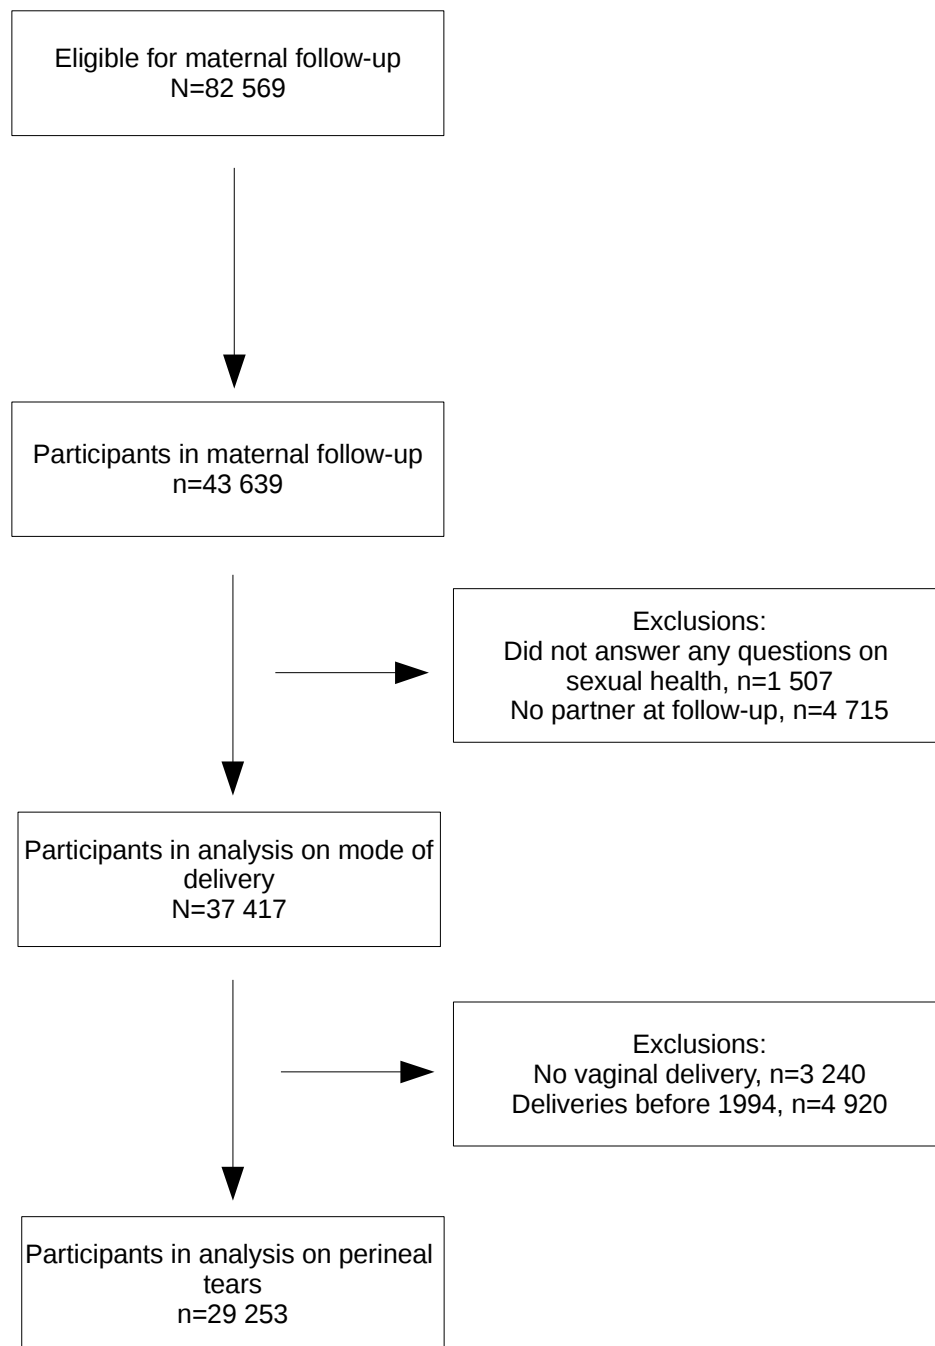 Eligible for maternal follow-up
N=82 569
Participants in maternal follow-up
n=43 639
Exclusions:
Did not answer any questions on
sexual health, n=1 507
No partner at follow-up, n=4 715
Participants in analysis on mode of
delivery
N=37 417
Exclusions:
No vaginal delivery, n=3 240
Deliveries before 1994, n=4 920
Participants in analysis on perineal
tears
n=29 253